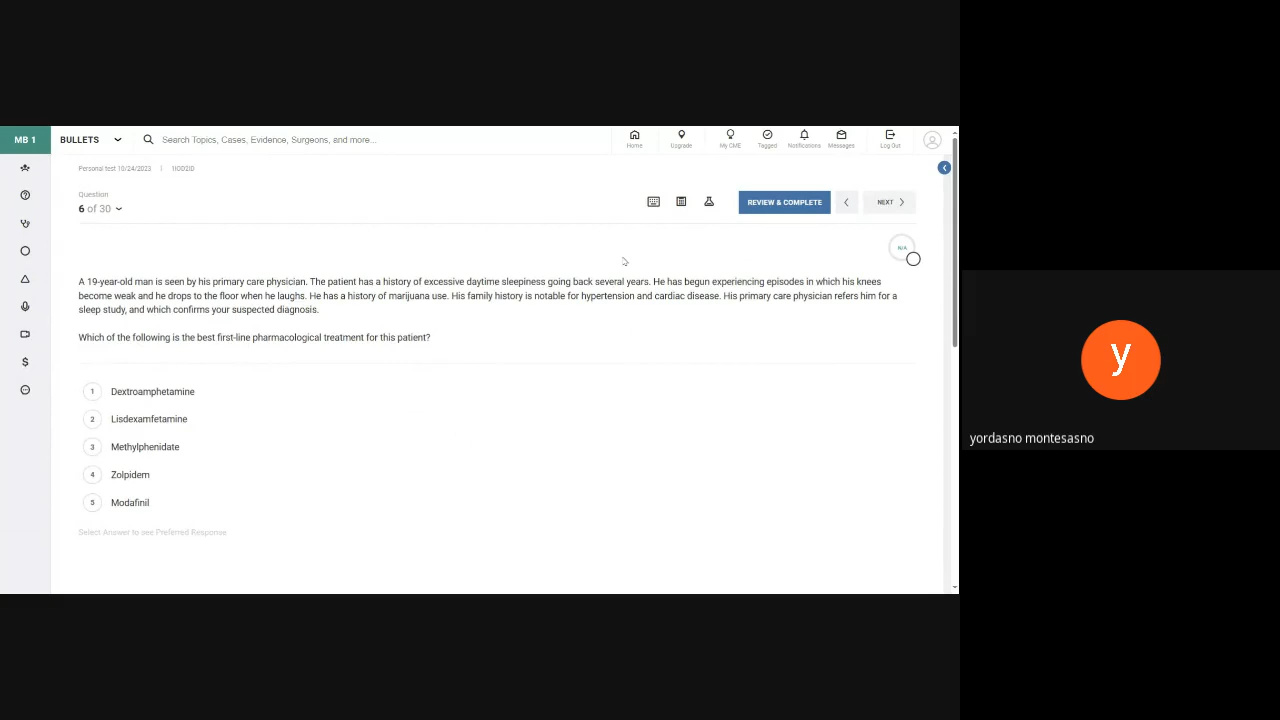 MB 1
BULLETS
Search Topics, Cases, Evidence, Surgeons, and more...
Home
Upgrade
My CME
Tagged
Notifications
Messages
Log Out
Personal test 10/24/2023 |
Question
6 of 30
REVIEW & COMPLETE
NEXT
N/A
A 19-year-old man is seen by his primary care physician. The patient has a history of excessive daytime sleepiness going back several years. He has begun experiencing episodes in which his knees
become weak and he drops to the floor when he laughs. He has a history of marijuana use. His family history is notable for hypertension and cardiac disease. His primary care physician refers him for a
sleep study, and which confirms your suspected diagnosis.
Which of the following is the best first-line pharmacological treatment for this patient?
1 Dextroamphetamine
2 Lisdexamfetamine
3 Methylphenidate
4 Zolpidem
5 Modafinil
Select Answer to see Preferred Response
y
yordasno montesasno